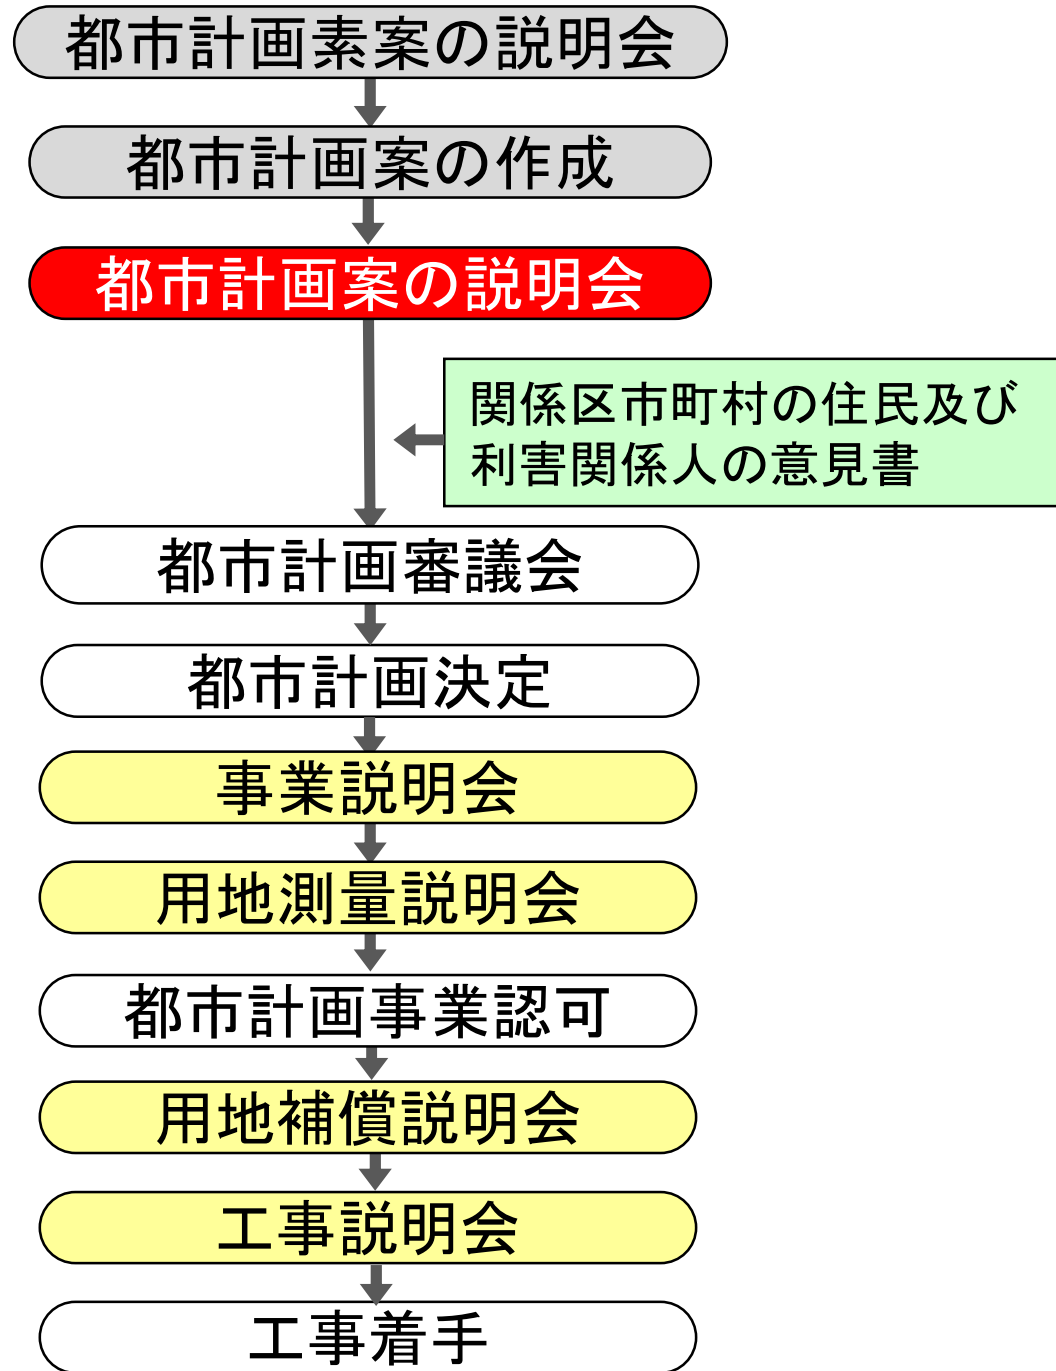 都市計画素案の説明会
都市計画案の作成
都市計画案の説明会
関係区市町村の住民及び
利害関係人の意見書
都市計画審議会
都市計画決定
事業説明会
用地測量説明会
都市計画事業認可
用地補償説明会
工事説明会
工事着手